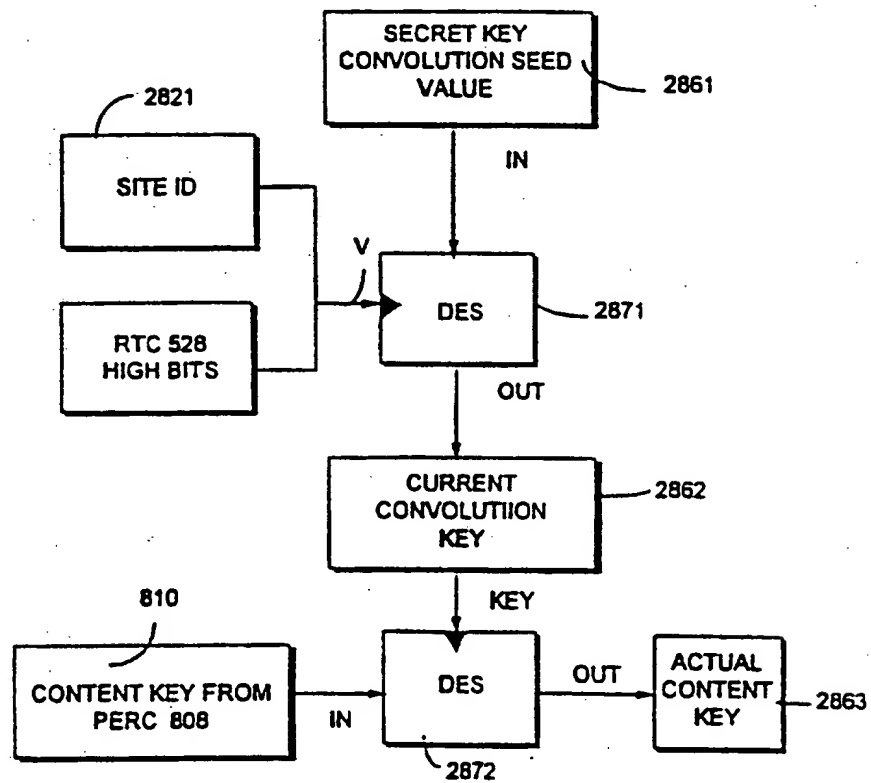 SECRET KEY
CONVOLUTION SEED
VALUE
2861
2821
SITE ID
IN
V
DES
2871
RTC 528
HIGH BITS
OUT
CURRENT
CONVOLUTIION
KEY
2862
KEY
810
CONTENT KEY FROM
PERC 808
IN
DES
2872
OUT
ACTUAL
CONTENT
KEY
2863